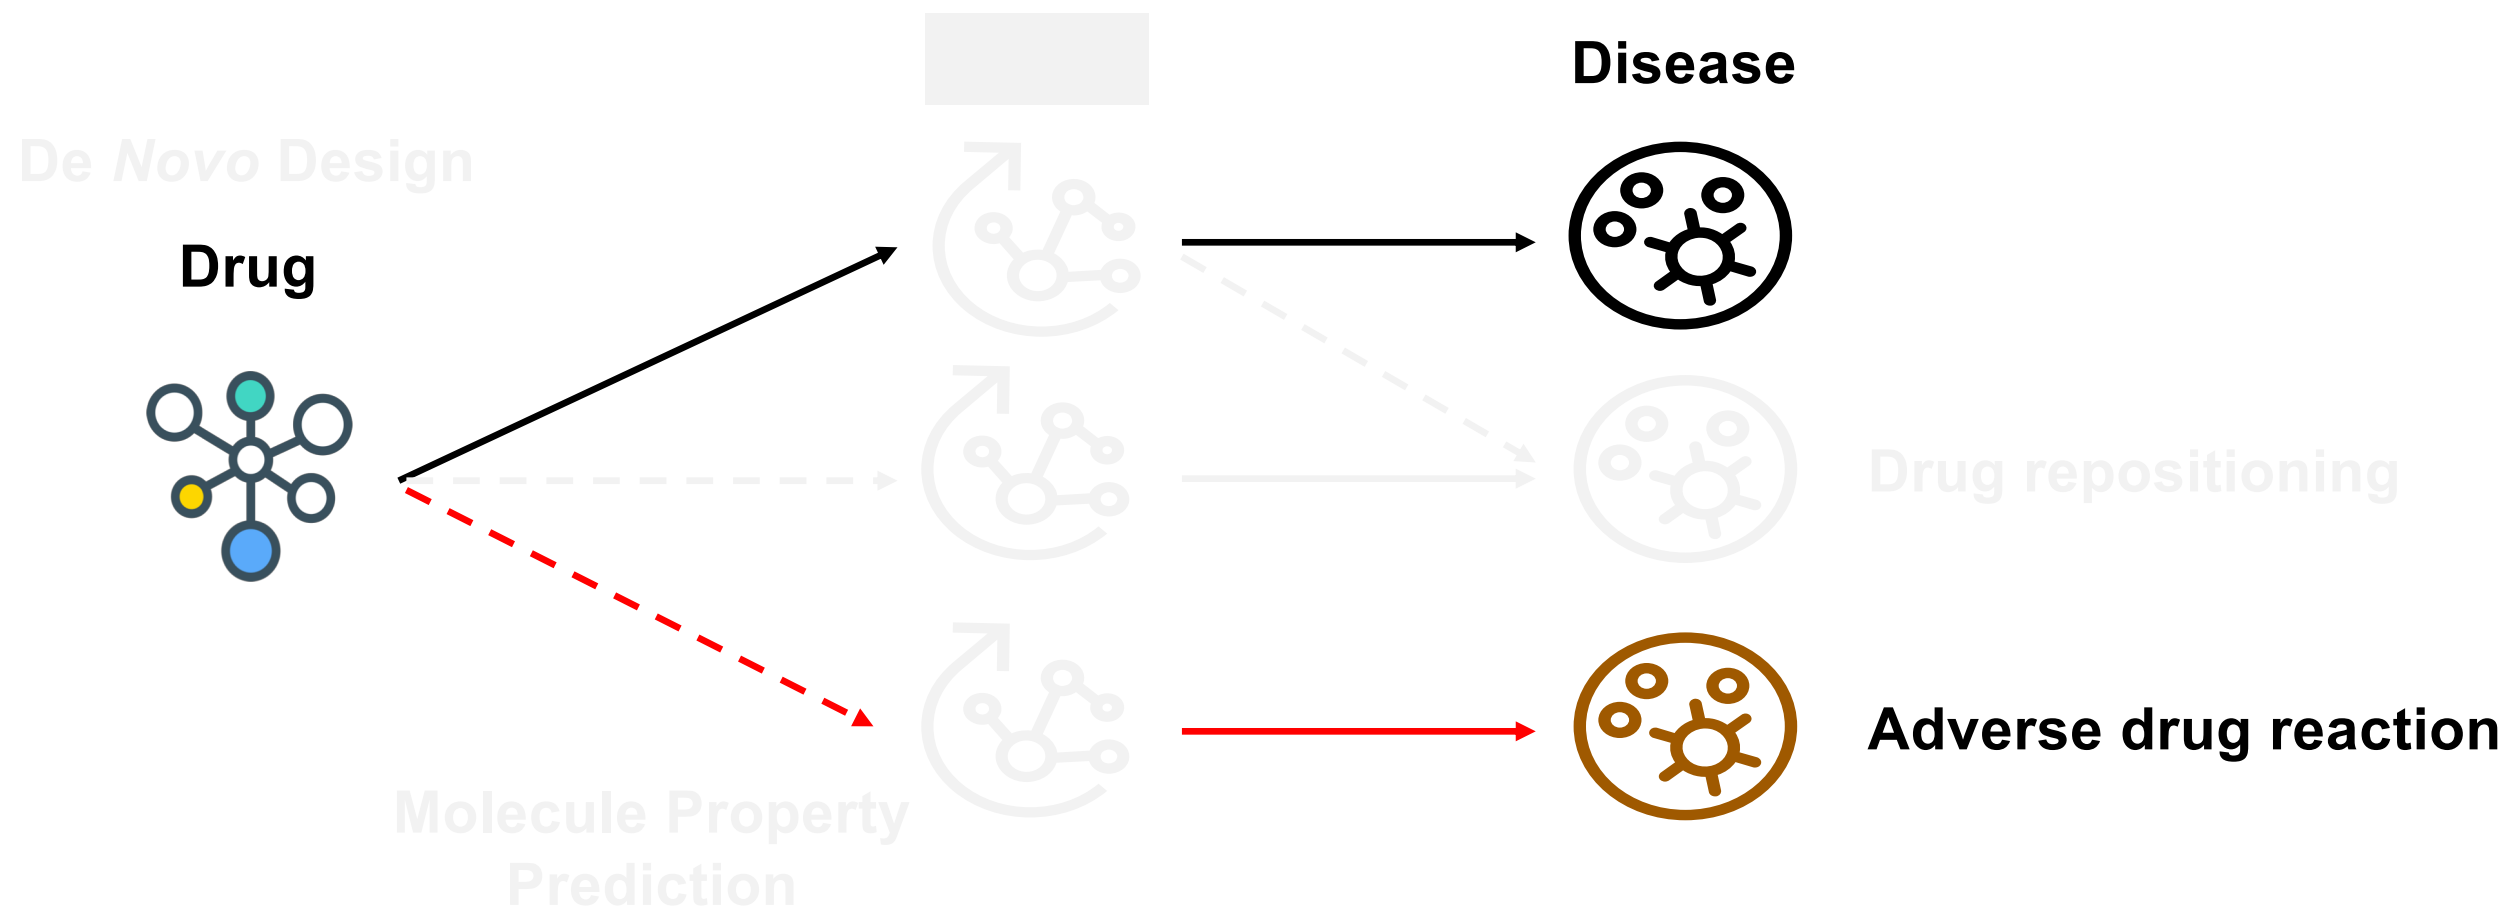 Disease
De Novo Design
Drug
Drug repositioning
Adverse drug reaction
Molecule Property
Prediction